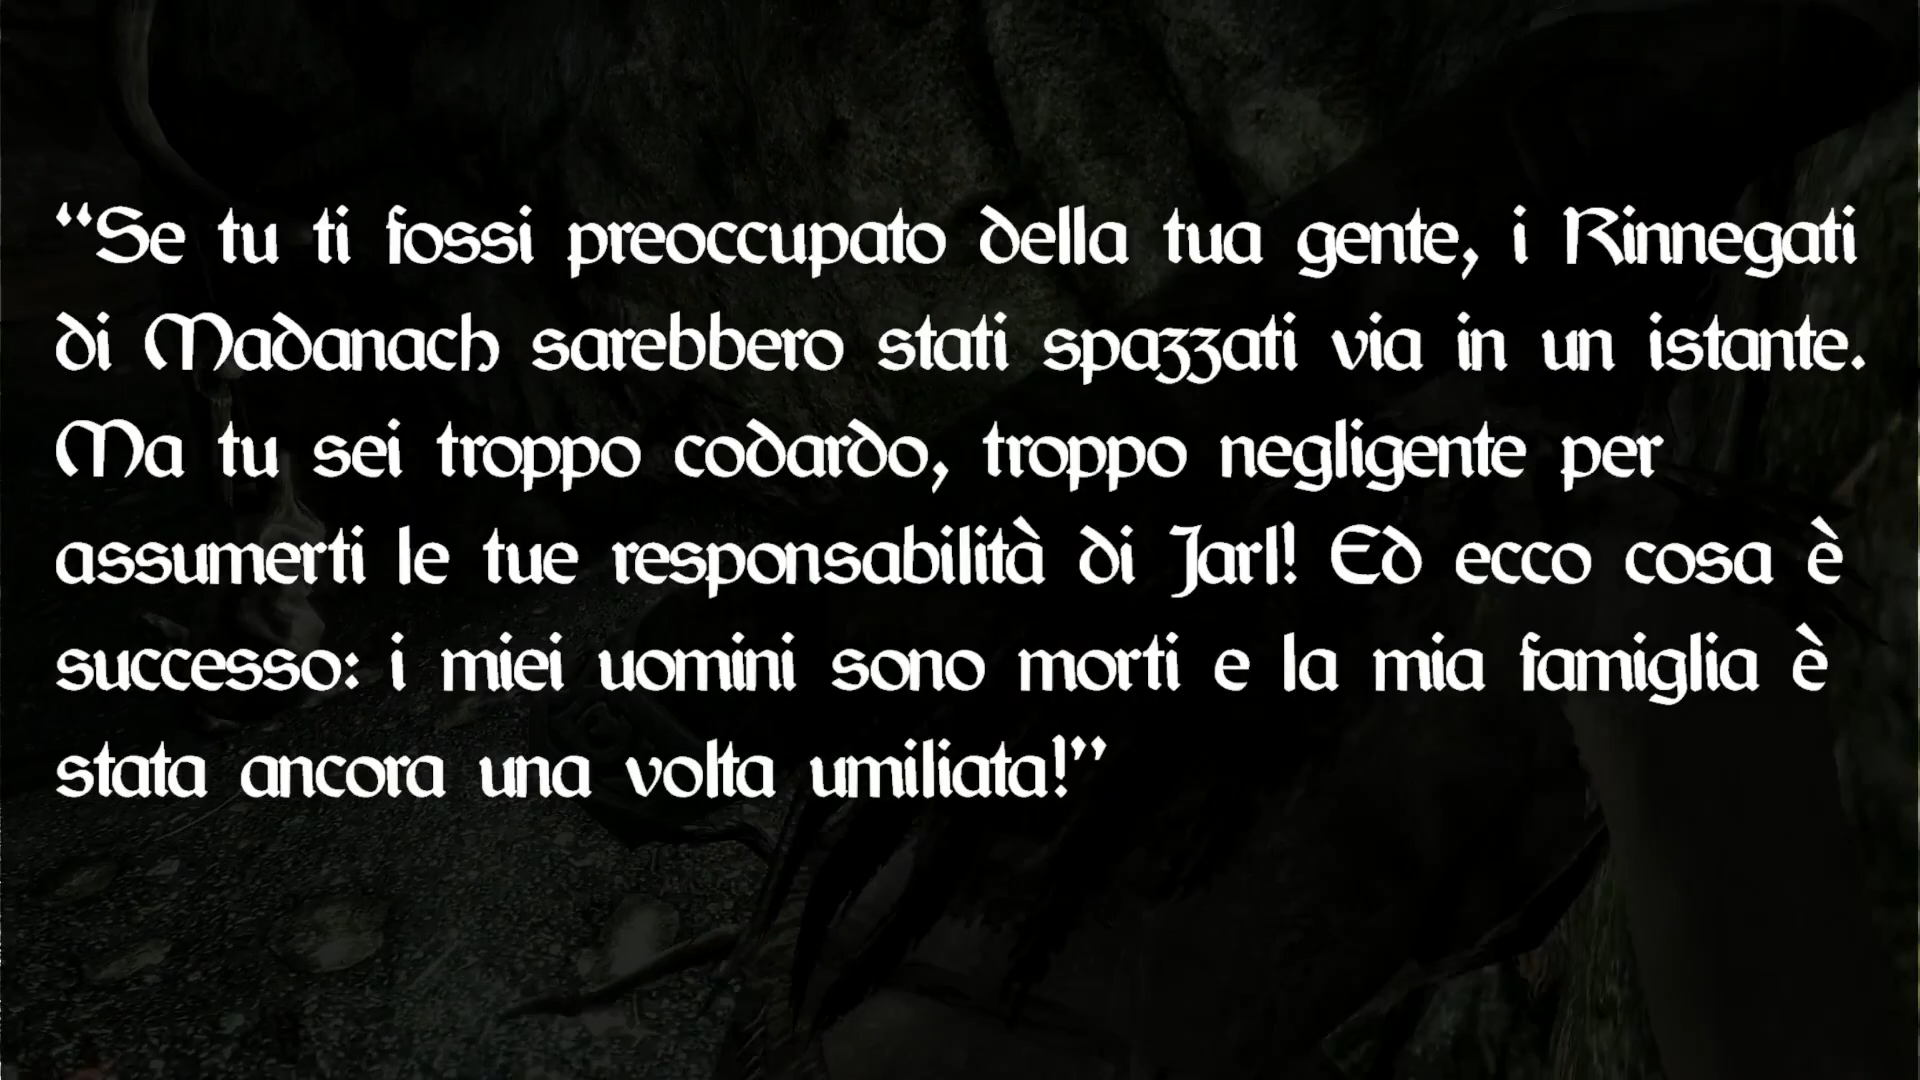 “Se tu ti fossi preoccupato della tua gente, i Rinnegati
di Madanach sarebbero stati spazzati via in un istante.
Ma tu sei troppo codardo, troppo negligente per
assumerti le tue responsabilità di Jarl! Ed ecco cosa è
successo: i miei uomini sono morti e la mia famiglia è
stata ancora una volta umiliata!”